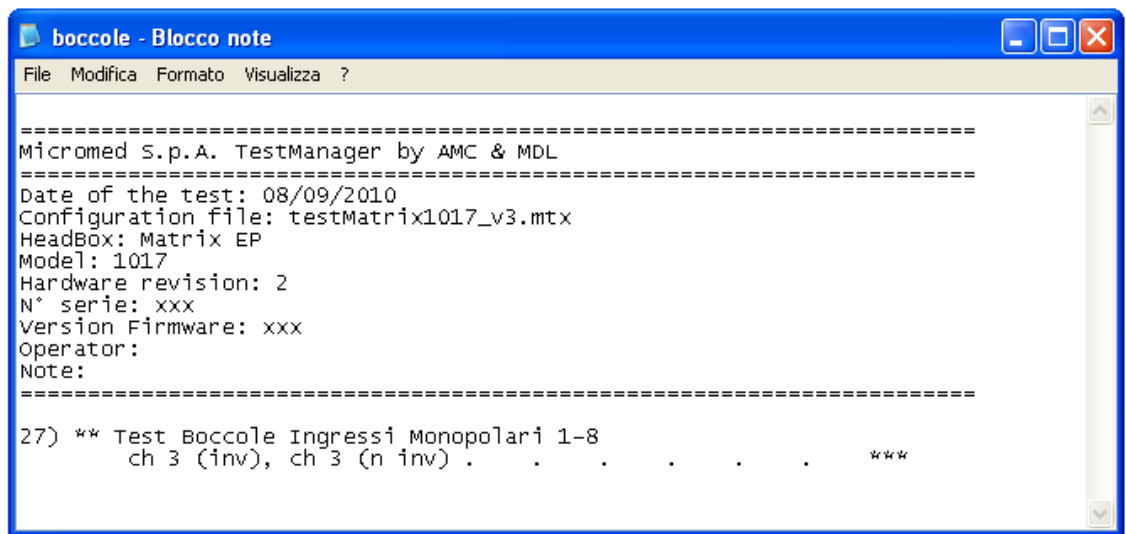 boccole - Blocco note
File Modifica Formato Visualizza ?
=======================================================================
Micromed S.p.A. TestManager by AMC & MDL
=======================================================================
Date of the test: 08/09/2010
Configuration file: testMatrix1017_v3.mtx
HeadBox: Matrix EP
Model: 1017
Hardware revision: 2
N° serie: xxx
Version Firmware: xxx
Operator:
Note:
=======================================================================
27) ** Test Boccole Ingressi Monopolari 1-8
ch 3 (inv), ch 3 (n inv) . . . . . . ***